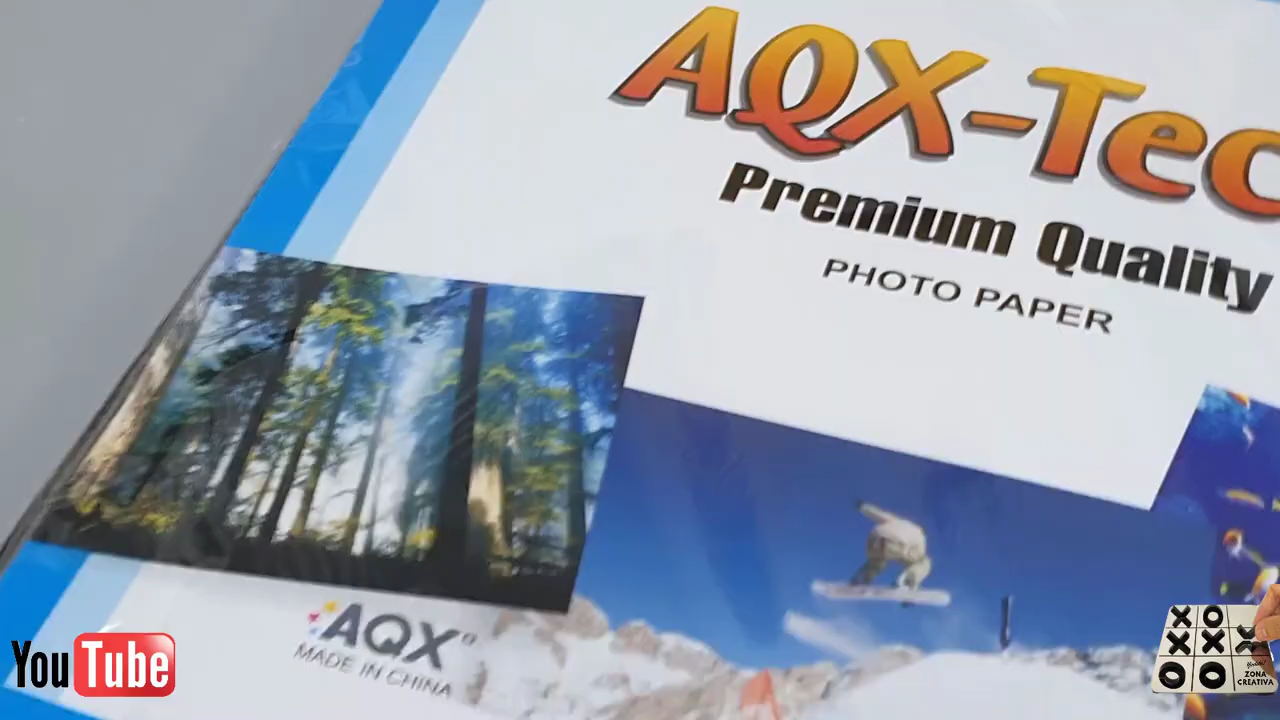 AQX-Tec
Premium Quality
PHOTO PAPER
AQX
MADE IN CHINA
YouTube
X O
X X X
O O
ZONA
CREATIVA